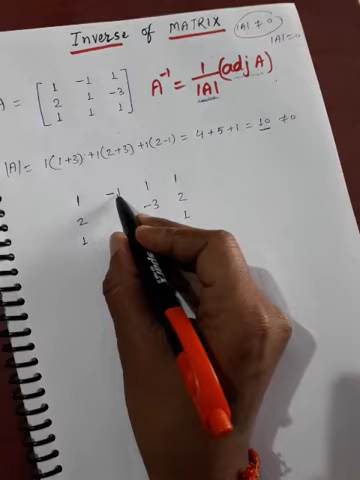 Inverse of MATRIX
|A| ≠ 0
|A|=0
A = [ 1 -1 1
2 1 -3
1 1 1 ]
A⁻¹ = 1/|A| (adj A)
|A| = 1(1+3) +1(2+3) +1(2-1) = 4+5+1 = 10 ≠0
1 -1 1 1
2 -3 2
1 1